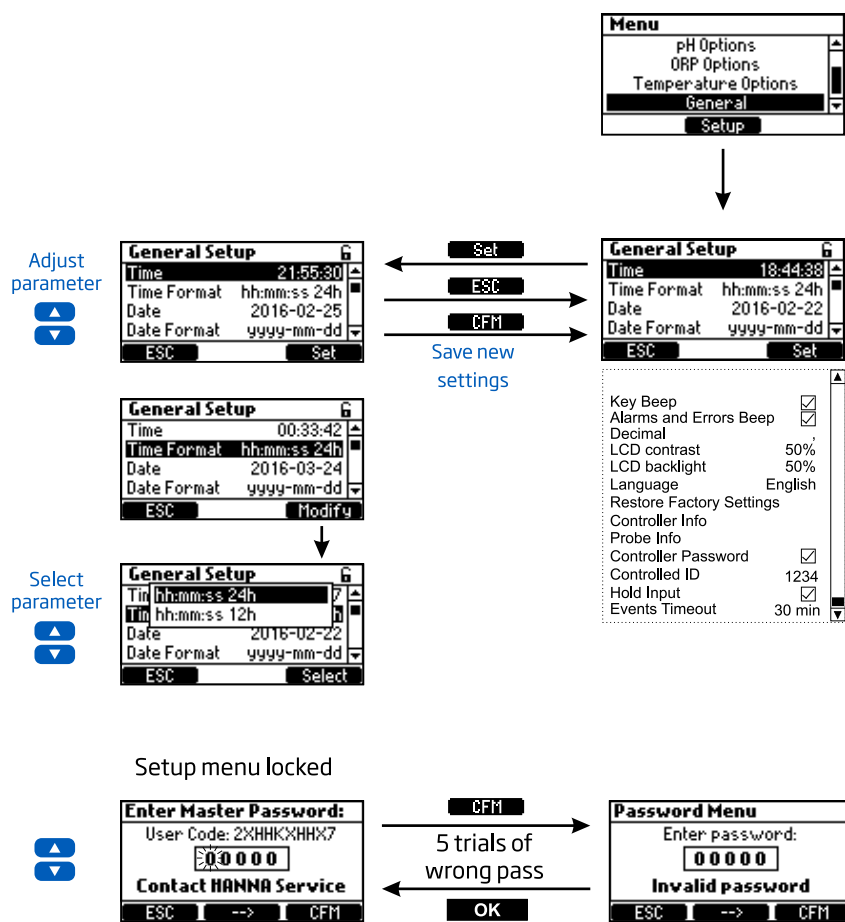 Menu
pH Options
ORP Options
Temperature Options
General
Setup
Adjust
parameter
General Setup
Time 21:55:30
Time Format hh:mm:ss 24h
Date 2016-02-25
Date Format yyyy-mm-dd
ESC Set
Set
ESC
CFM
Save new
settings
General Setup
Time 18:44:38
Time Format hh:mm:ss 24h
Date 2016-02-22
Date Format yyyy-mm-dd
ESC Set
Key Beep
Alarms and Errors Beep
Decimal ,
LCD contrast 50%
LCD backlight 50%
Language English
Restore Factory Settings
Controller Info
Probe Info
Controller Password
Controlled ID 1234
Hold Input
Events Timeout 30 min
General Setup
Time 00:33:42
Time Format hh:mm:ss 24h
Date 2016-03-24
Date Format yyyy-mm-dd
ESC Modify
Select
parameter
General Setup
Tin hh:mm:ss 24h 7
Tin hh:mm:ss 12h h
Date 2016-02-22
Date Format yyyy-mm-dd
ESC Select
Setup menu locked
Enter Master Password:
User Code: 2XHHKXHHX7
00000
Contact HANNA Service
ESC --> CFM
CFM
5 trials of
wrong pass
OK
Password Menu
Enter password:
00000
Invalid password
ESC --> CFM